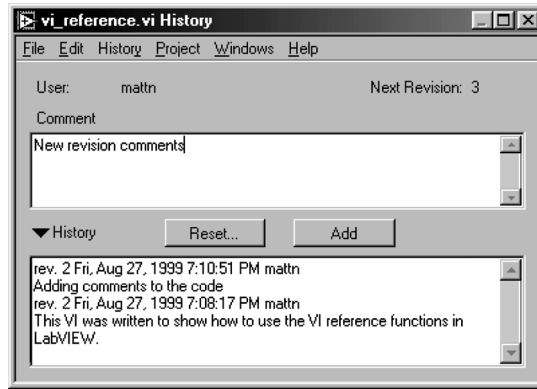 vi_reference.vi History
File Edit History Project Windows Help
User: mattn Next Revision: 3
Comment
New revision comments
History Reset... Add
rev. 2 Fri, Aug 27, 1999 7:10:51 PM mattn
Adding comments to the code
rev. 2 Fri, Aug 27, 1999 7:08:17 PM mattn
This VI was written to show how to use the VI reference functions in
LabVIEW.